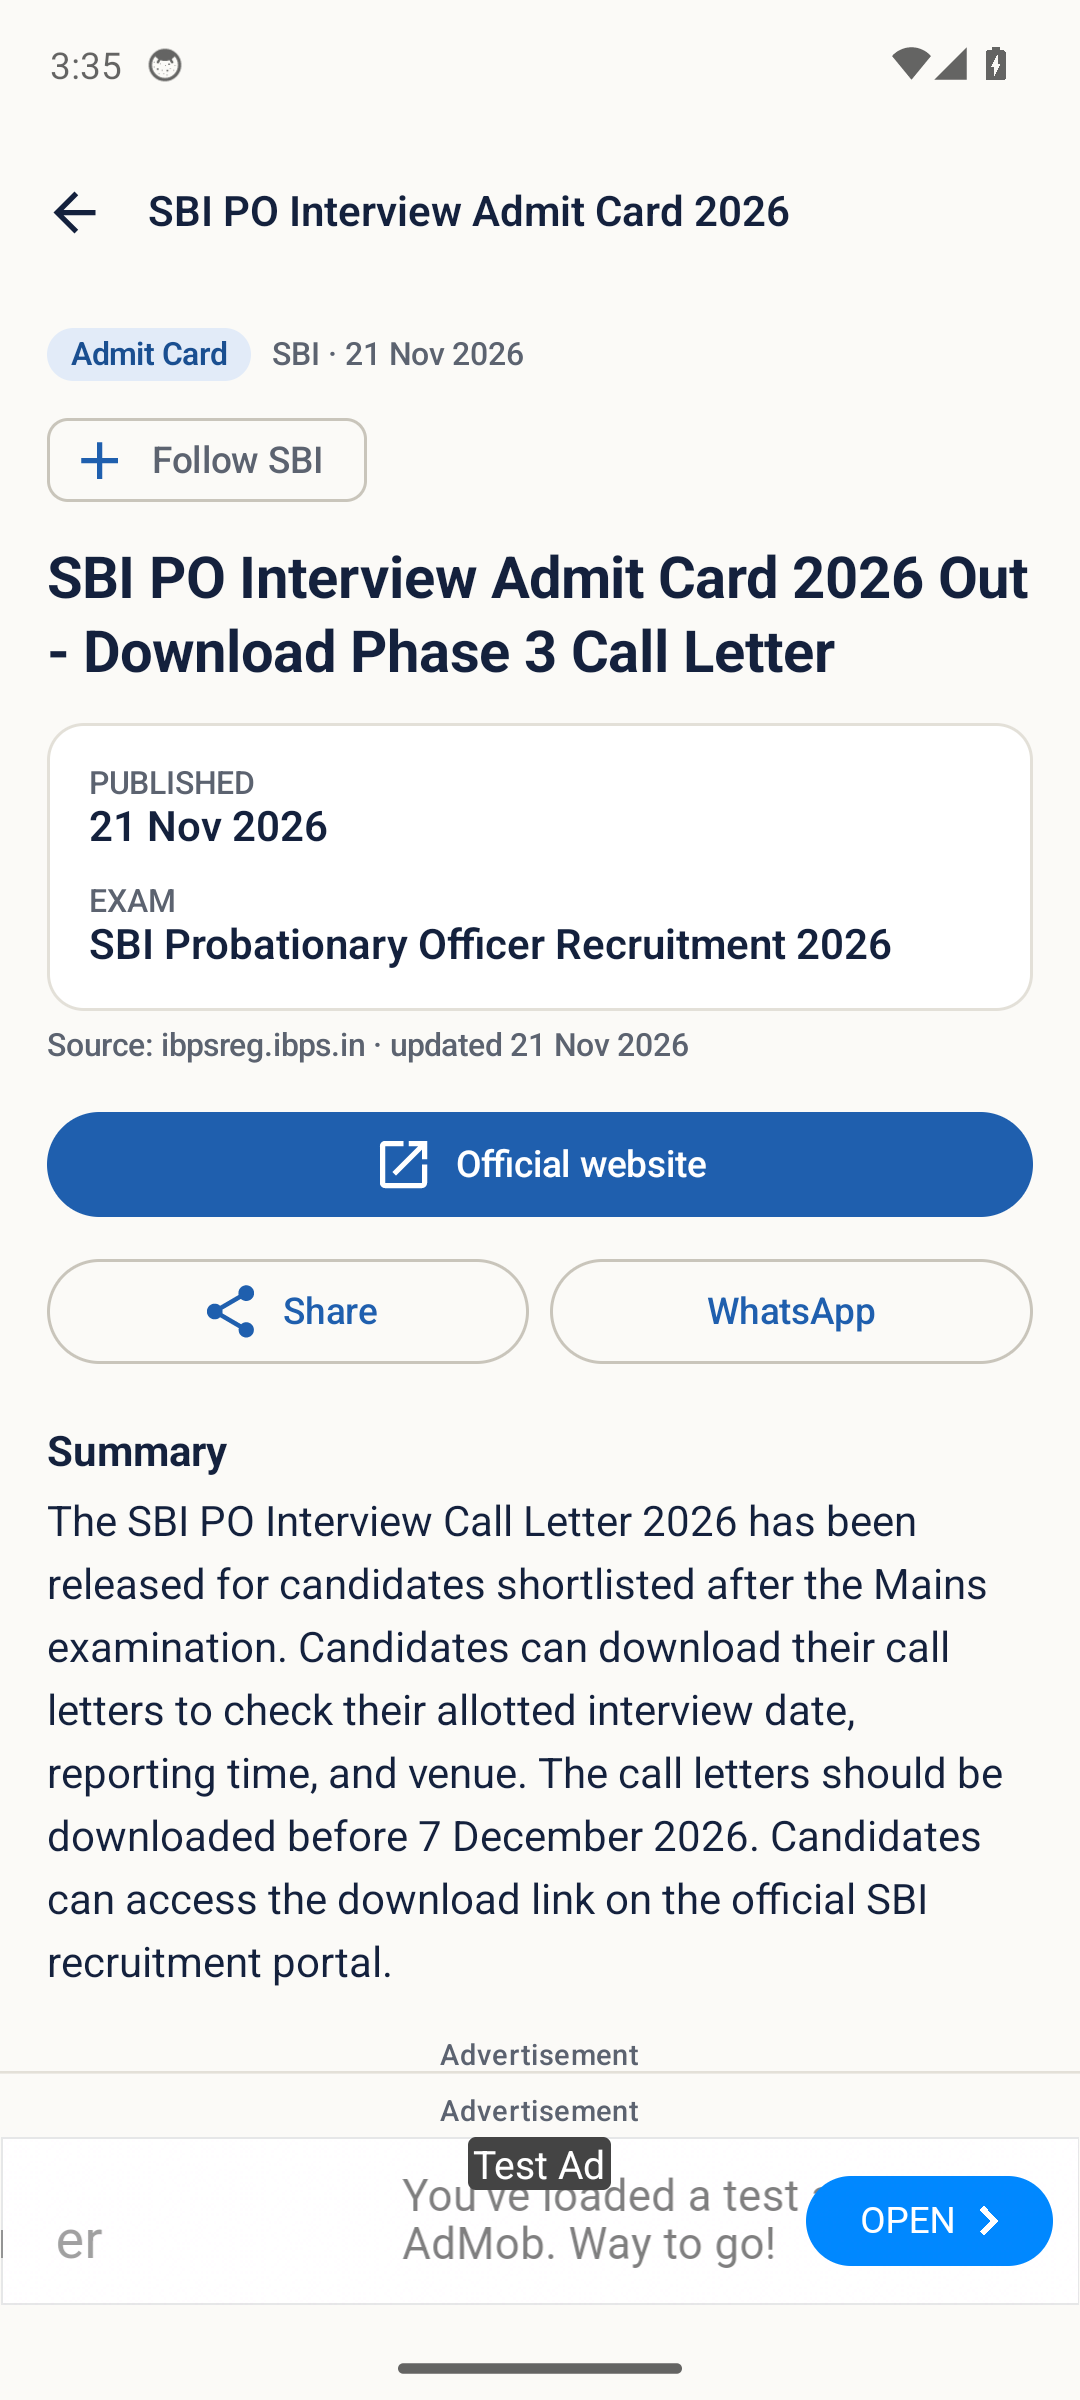 3:35
SBI PO Interview Admit Card 2026
Admit Card
SBI · 21 Nov 2026
Follow SBI
SBI PO Interview Admit Card 2026 Out
- Download Phase 3 Call Letter
PUBLISHED
21 Nov 2026
EXAM
SBI Probationary Officer Recruitment 2026
Source: ibpsreg.ibps.in · updated 21 Nov 2026
Official website
Share
WhatsApp
Summary
The SBI PO Interview Call Letter 2026 has been
released for candidates shortlisted after the Mains
examination. Candidates can download their call
letters to check their allotted interview date,
reporting time, and venue. The call letters should be
downloaded before 7 December 2026. Candidates
can access the download link on the official SBI
recruitment portal.
Advertisement
Advertisement
Test Ad
You've loaded a test
er
AdMob. Way to go!
OPEN